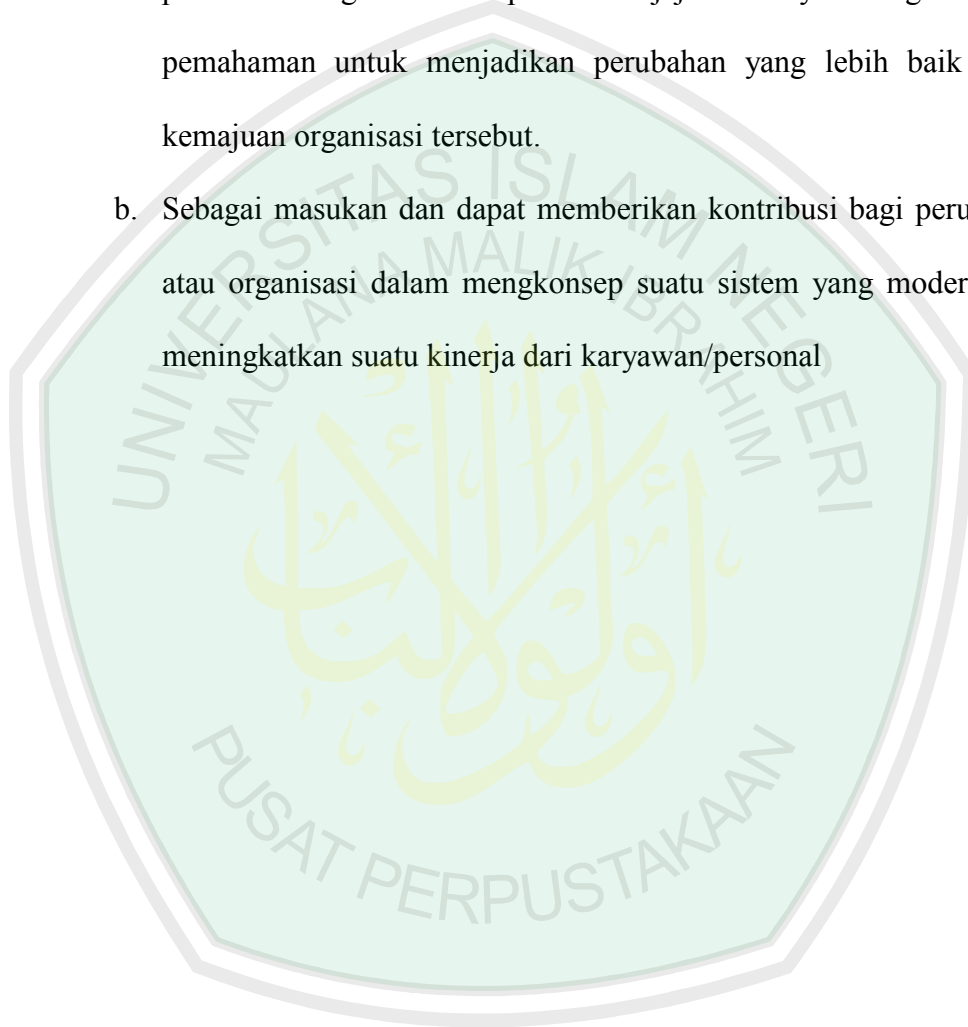 pemahaman untuk menjadikan perubahan yang lebih baik
kemajuan organisasi tersebut.
b. Sebagai masukan dan dapat memberikan kontribusi bagi
atau organisasi dalam mengkonsep suatu sistem yang
meningkatkan suatu kinerja dari karyawan/personal
UNIVERSITAS ISLAM NEGERI
MAULANA MALIK IBRAHIM
PUSAT PERPUSTAKAAN